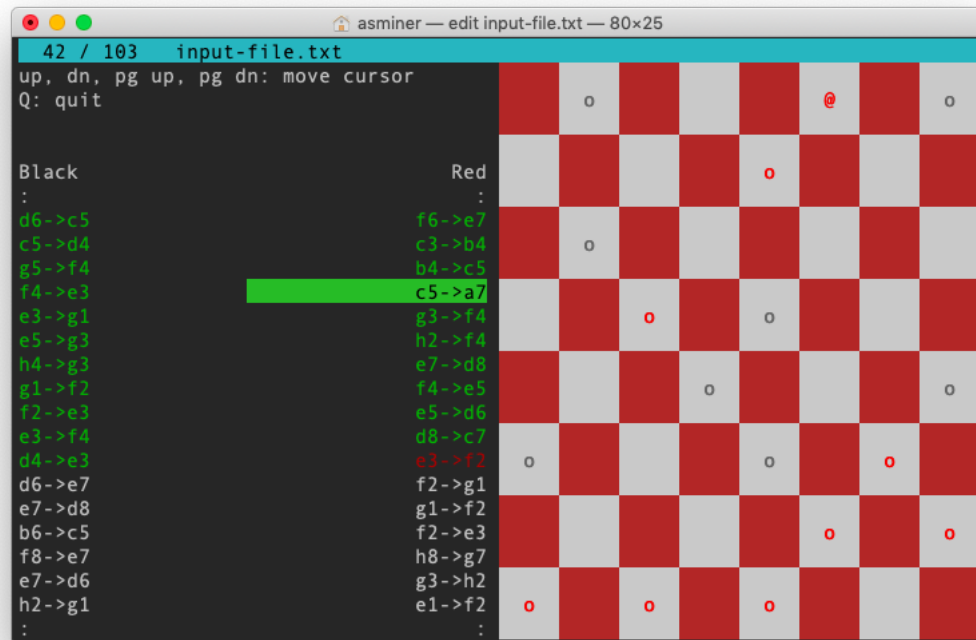 asminer — edit input-file.txt — 80×25
42 / 103 input-file.txt
up, dn, pg up, pg dn: move cursor
Q: quit
Black Red
: :
d6->c5 f6->e7
c5->d4 c3->b4
g5->f4 b4->c5
f4->e3 c5->a7
e3->g1 g3->f4
e5->g3 h2->f4
h4->g3 e7->d8
g1->f2 f4->e5
f2->e3 e5->d6
e3->f4 d8->c7
d4->e3 e3->f2
d6->e7 f2->g1
e7->d8 g1->f2
b6->c5 f2->e3
f8->e7 h8->g7
e7->d6 g3->h2
h2->g1 e1->f2
: :
o @ o
o
o
o o
o o
o o o
o o
o o o